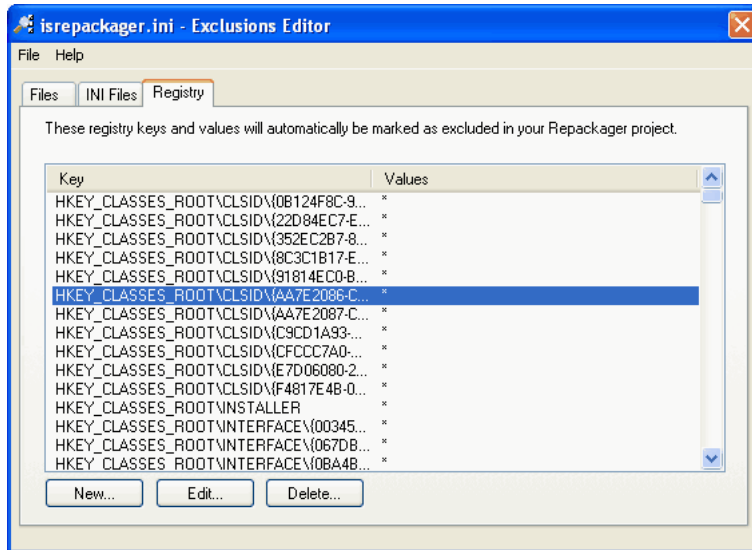 isrepackager.ini - Exclusions Editor
File Help
Files INI Files Registry
These registry keys and values will automatically be marked as excluded in your Repackager project.
Key Values
HKEY_CLASSES_ROOT\CLSID\{0B124F8C-9... *
HKEY_CLASSES_ROOT\CLSID\{22D84EC7-E... *
HKEY_CLASSES_ROOT\CLSID\{352EC2B7-8... *
HKEY_CLASSES_ROOT\CLSID\{8C3C1B17-E... *
HKEY_CLASSES_ROOT\CLSID\{91814EC0-B... *
HKEY_CLASSES_ROOT\CLSID\{AA7E2086-C... *
HKEY_CLASSES_ROOT\CLSID\{AA7E2087-C... *
HKEY_CLASSES_ROOT\CLSID\{C9CD1A93-... *
HKEY_CLASSES_ROOT\CLSID\{CFCCC7A0-... *
HKEY_CLASSES_ROOT\CLSID\{E7D06080-2... *
HKEY_CLASSES_ROOT\CLSID\{F4817E4B-0... *
HKEY_CLASSES_ROOT\INSTALLER *
HKEY_CLASSES_ROOT\INTERFACE\{00345... *
HKEY_CLASSES_ROOT\INTERFACE\{067DB... *
HKEY_CLASSES_ROOT\INTERFACE\{0BA4B... *
New... Edit... Delete...